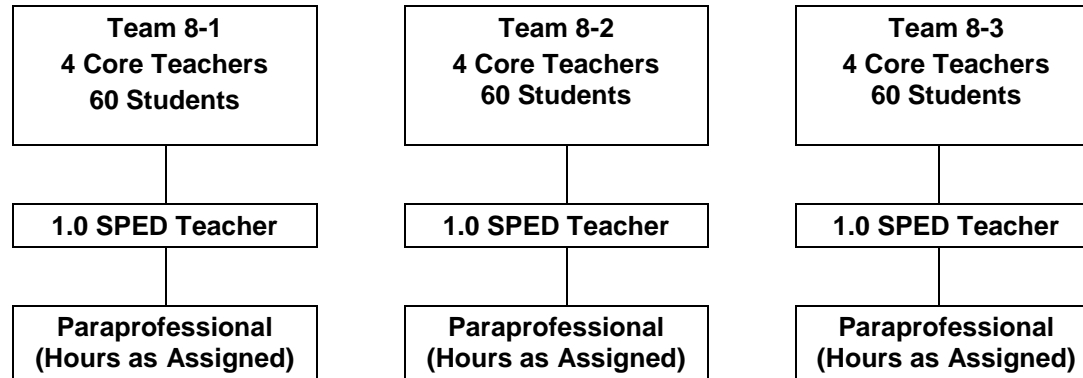 Team 8-1
4 Core Teachers
60 Students
1.0 SPED Teacher
Paraprofessional
(Hours as Assigned)
Team 8-2
4 Core Teachers
60 Students
1.0 SPED Teacher
Paraprofessional
(Hours as Assigned)
Team 8-3
4 Core Teachers
60 Students
1.0 SPED Teacher
Paraprofessional
(Hours as Assigned)